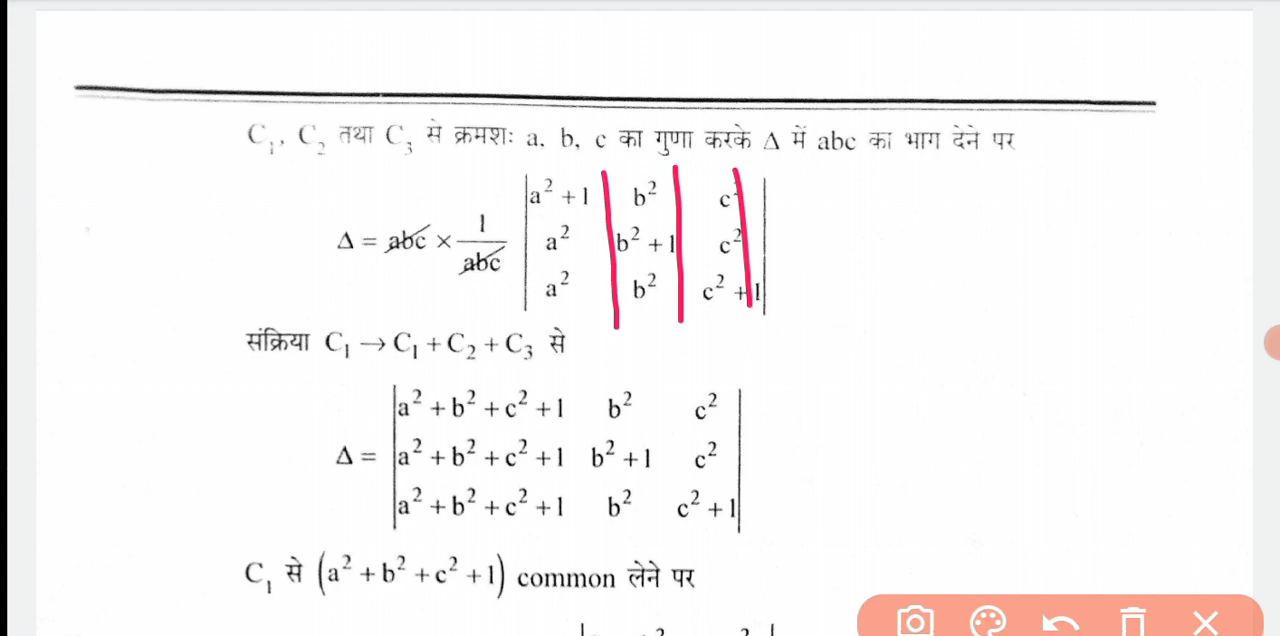 C₁, C₂ तथा C₃ से क्रमशः a, b, c का गुणा करके Δ में abc का भाग देने पर
Δ = abc × 1/abc |a² + 1  b²  c²|
|a²  b² + 1  c²|
|a²  b²  c² + 1|
संक्रिया C₁ → C₁ + C₂ + C₃ से
|a² + b² + c² + 1  b²  c²|
Δ = |a² + b² + c² + 1  b² + 1  c²|
|a² + b² + c² + 1  b²  c² + 1|
C₁ से (a² + b² + c² + 1) common लेने पर